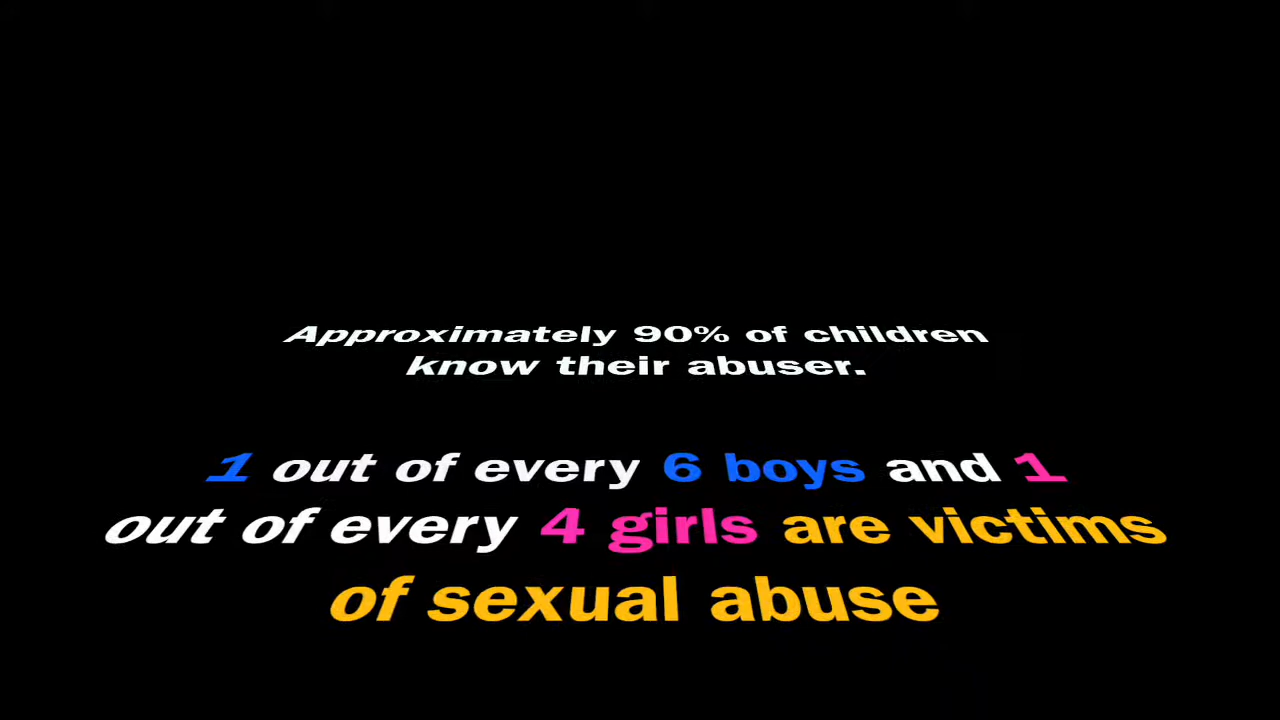 Approximately 90% of children
know their abuser.
1 out of every 6 boys and 1
out of every 4 girls are victims
of sexual abuse